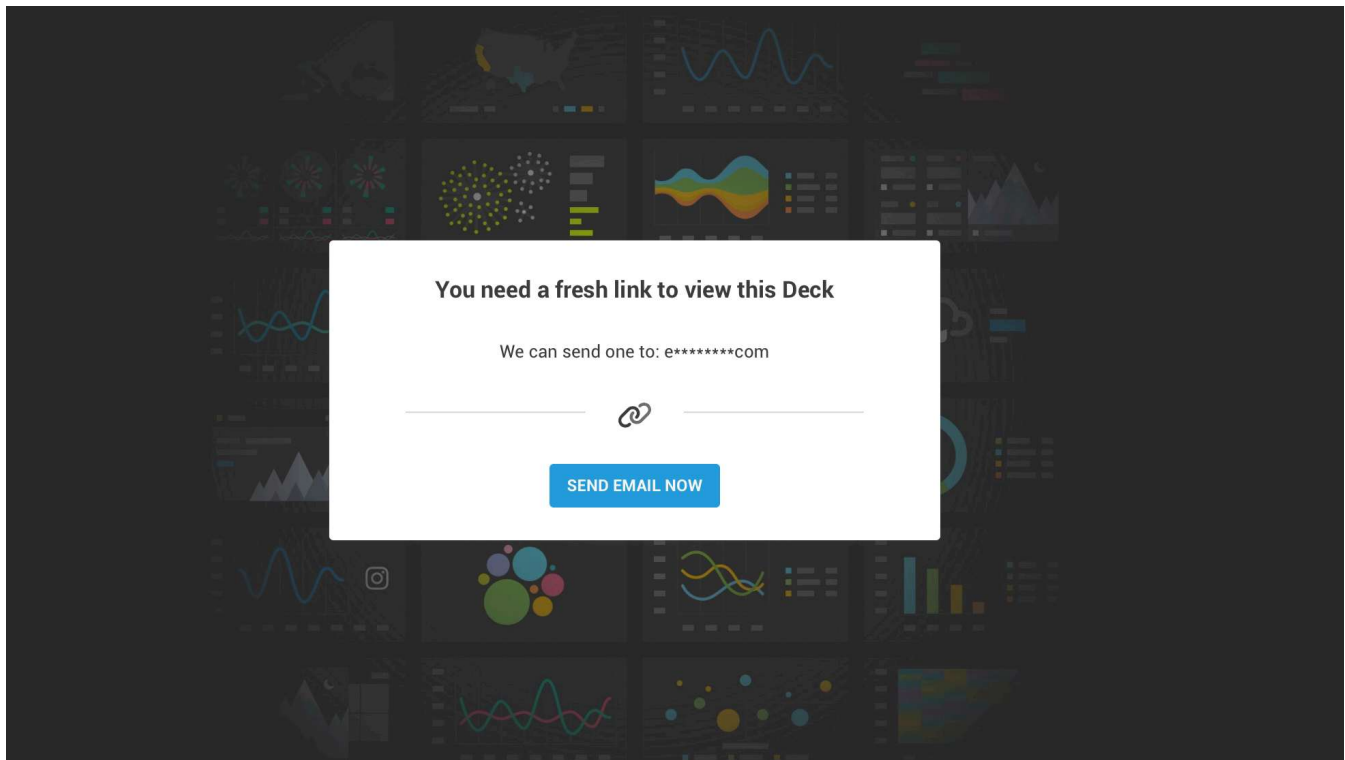 You need a fresh link to view this Deck
We can send one to: e********com
SEND EMAIL NOW